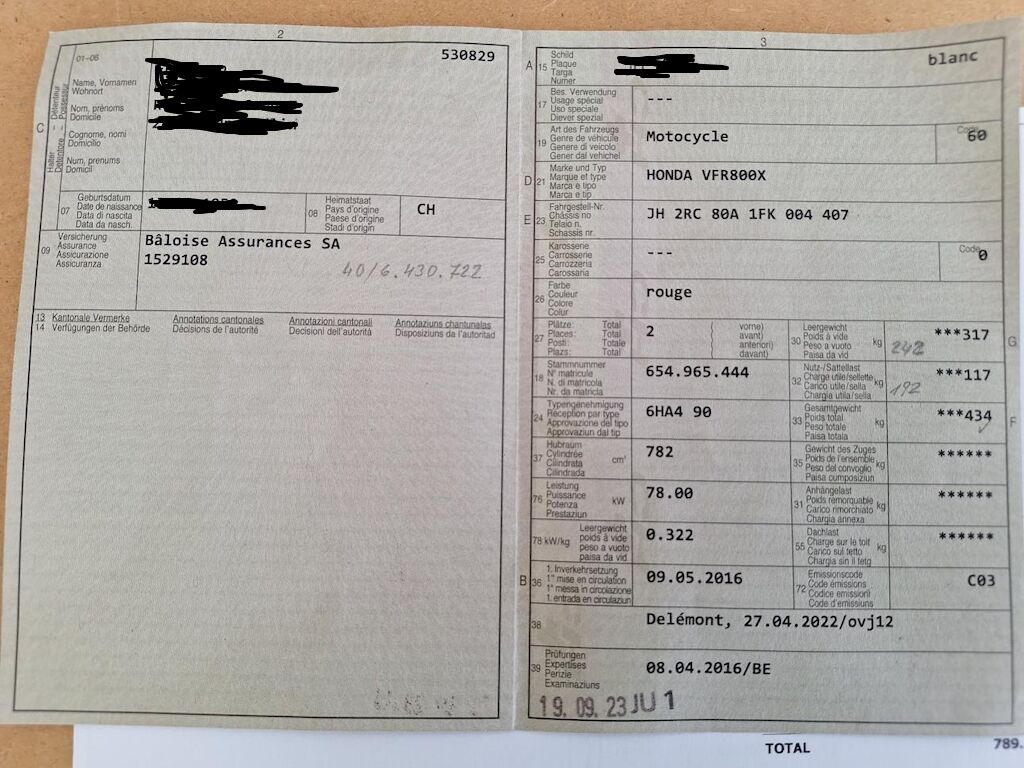 2
01-06
530829
C
Halter – Détenteur
Detentore – Possessur
Name, Vornamen
Wohnort
Nom, prénoms
Domicile
Cognome, nomi
Domicilio
Num, prenums
Domicil
07
Geburtsdatum
Date de naissance
Data di nascita
Data da nasch.
08
Heimatstaat
Pays d'origine
Paese d'origine
Stadi d'origin
CH
09
Versicherung
Assurance
Assicurazione
Assicuranza
Bâloise Assurances SA
1529108
40/6.430.722
13 Kantonale Vermerke Annotations cantonales Annotazioni cantonali Annotaziuns chantunalas
14 Verfügungen der Behörde Décisions de l'autorité Decisioni dell'autorità Disposiziuns da l'autoritad
3
A 15
Schild
Plaque
Targa
Numer
blanc
17
Bes. Verwendung
Usage spécial
Uso speciale
Diever spezial
---
19
Art des Fahrzeugs
Genre de véhicule
Genere di veicolo
Gener dal vehichel
Motocycle
Code
60
D 21
Marke und Typ
Marque et type
Marca e tipo
Marca e tip
HONDA VFR800X
E 23
Fahrgestell-Nr.
Châssis no
Telaio n.
Schassis nr.
JH 2RC 80A 1FK 004 407
25
Karosserie
Carrosserie
Carrozzeria
Carossaria
---
Code
0
26
Farbe
Couleur
Colore
Colur
rouge
27
Plätze: Total
Places: Total
Posti: Totale
Plazs: Total
2
vorne)
avant)
anteriori)
davant)
30
Leergewicht
Poids à vide
Peso a vuoto
Paisa da vid
kg
242
***317
G
18
Stammnummer
N° matricule
N. di matricola
Nr. da matricla
654.965.444
32
Nutz-/Sattellast
Charge utile/sellette
Carico utile/sella
Chargia utila/sella
kg
192
***117
24
Typengenehmigung
Réception par type
Approvazione del tipo
Approvaziun dal tip
6HA4 90
33
Gesamtgewicht
Poids total
Peso totale
Paisa totala
kg
***434
F
37
Hubraum
Cylindrée
Cilindrata
Cilindrada
cm³
782
35
Gewicht des Zuges
Poids de l'ensemble
Peso del convoglio
Paisa cumposiziun
kg
******
76
Leistung
Puissance
Potenza
Prestaziun
kW
78.00
31
Anhängelast
Poids remorquable
Carico rimorchiato
Chargia annexa
kg
******
78 kW/kg
Leergewicht
poids à vide
peso a vuoto
paisa da vid
0.322
55
Dachlast
Charge sur le toit
Carico sul tetto
Chargia sin il tetg
kg
******
B 36
1. Inverkehrsetzung
1re mise en circulation
1a messa in circolazione
1. entrada en circulaziun
09.05.2016
72
Emissionscode
Code émissions
Codice emissioni
Code d'emissiuns
C03
38
Delémont, 27.04.2022/ovj12
39
Prüfungen
Expertises
Perizie
Examinaziuns
08.04.2016/BE
19. 09. 23 JU 1
TOTAL
789.